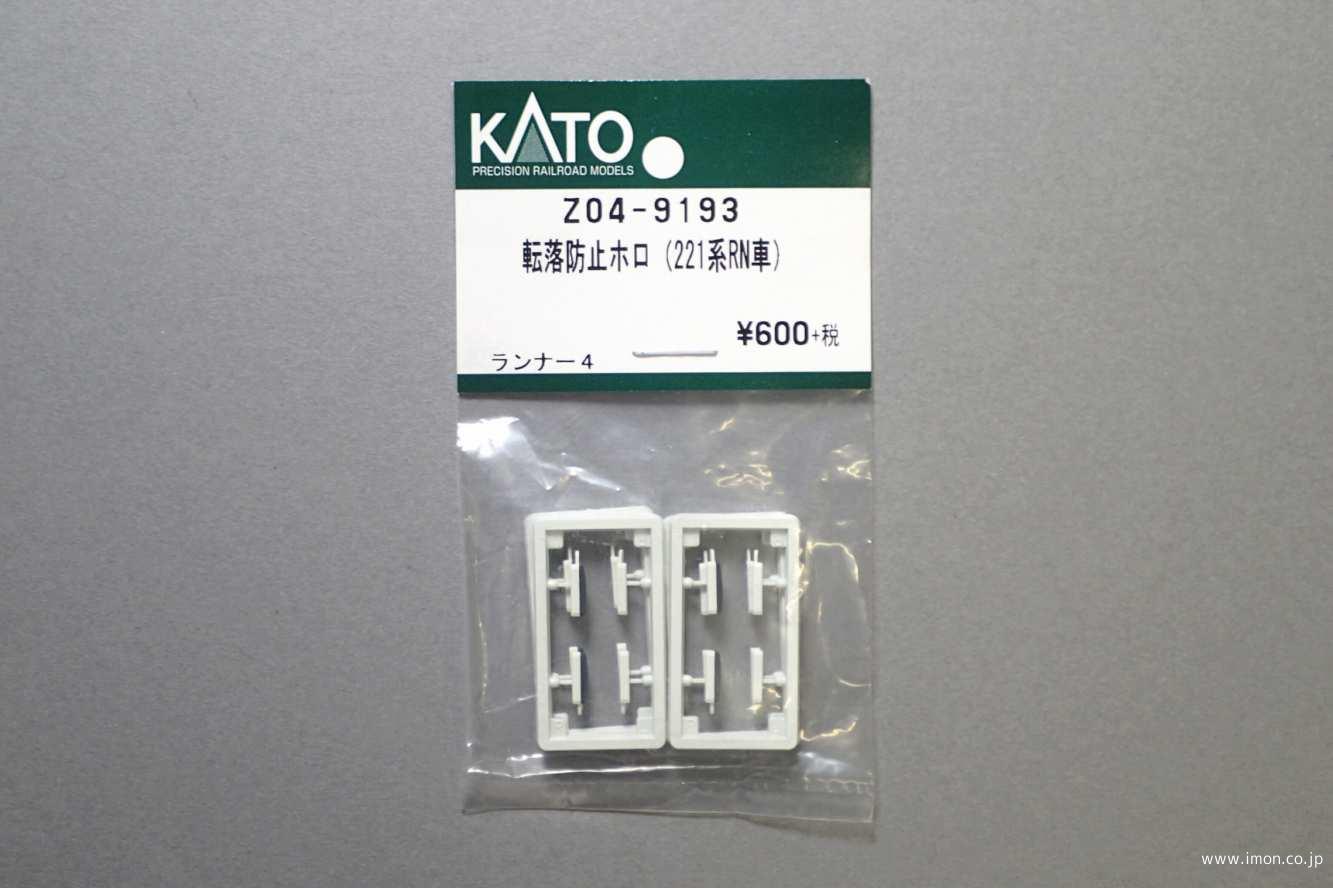 KATO
PRECISION RAILROAD MODELS
Z04-9193
転落防止ホロ（221系RN車）
¥600+税
ランナー4
www.imon.co.jp